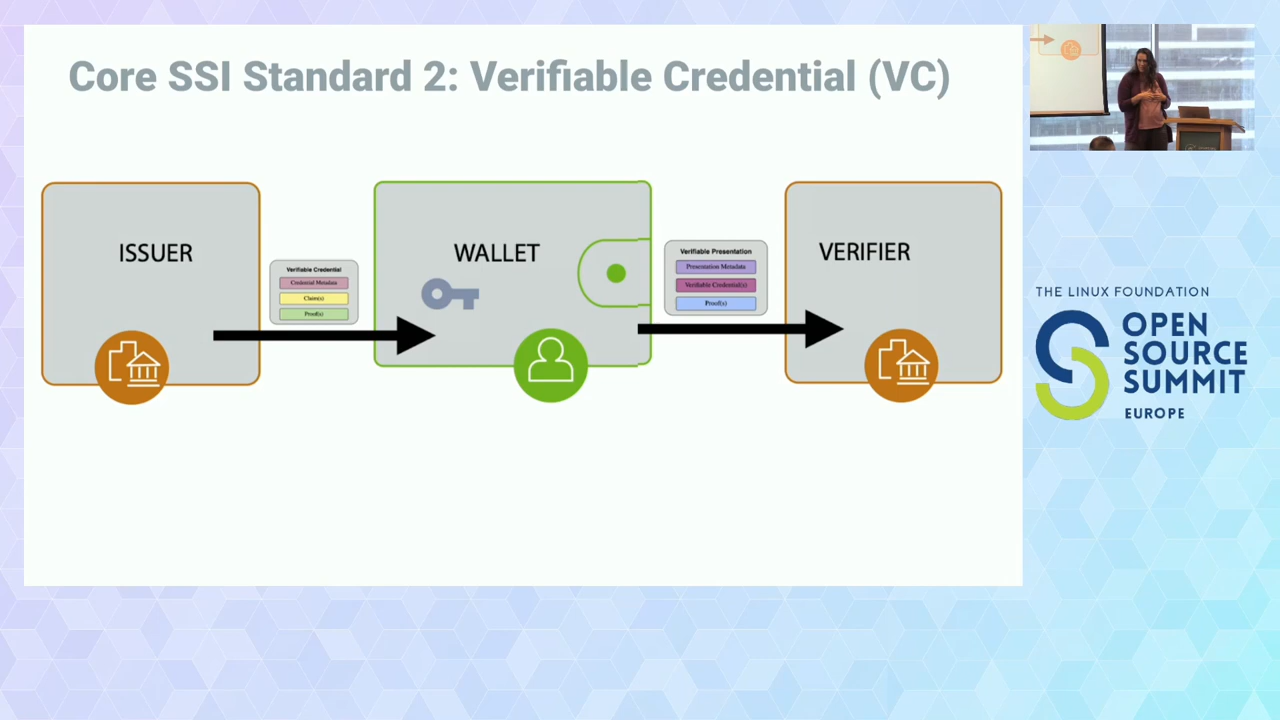 Core SSI Standard 2: Verifiable Credential (VC)
ISSUER
Verifiable Credential
Credential Metadata
Claim(s)
Proof(s)
WALLET
Verifiable Presentation
Presentation Metadata
Verifiable Credential(s)
Proof(s)
VERIFIER
THE LINUX FOUNDATION
OPEN
SOURCE
SUMMIT
EUROPE